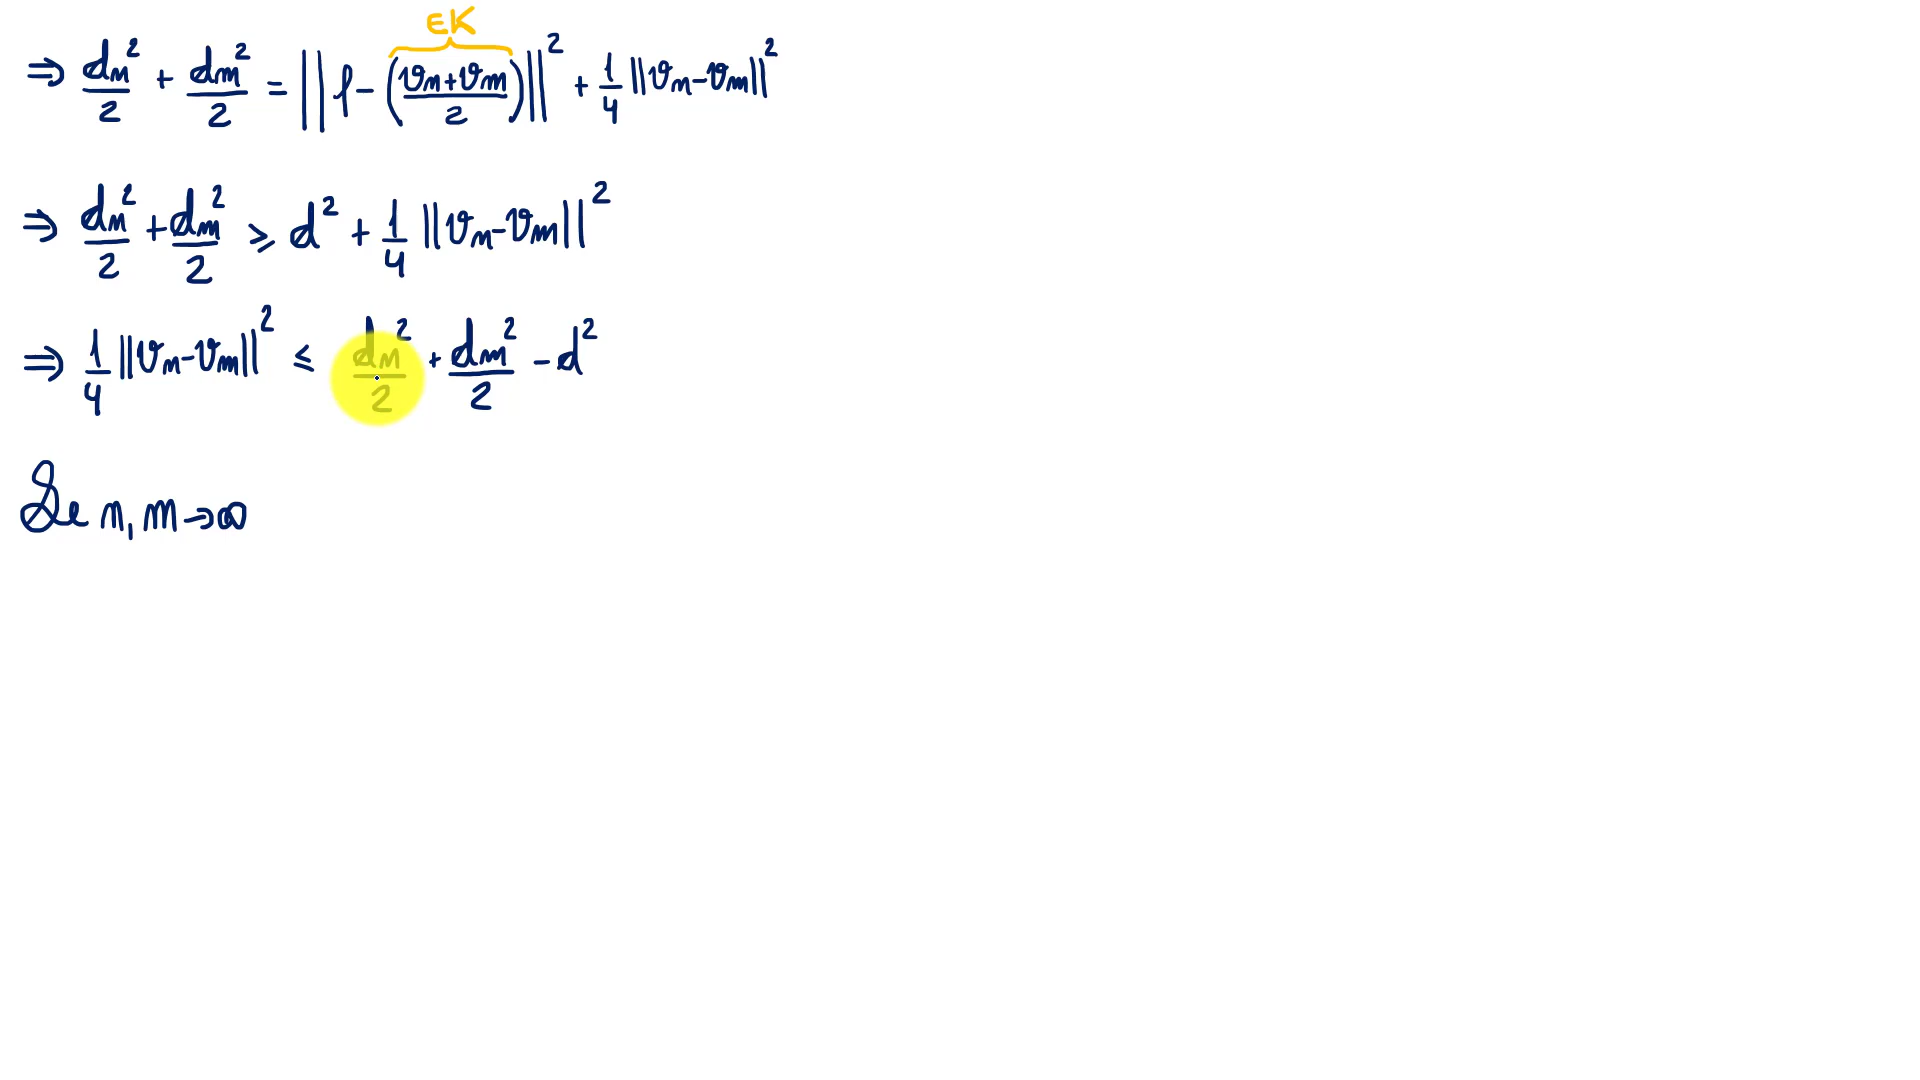 ∈K
⇒ dn²/2 + dm²/2 = ||f - ((vn+vm)/2)||² + 1/4 ||vn-vm||²
⇒ dn²/2 + dm²/2 ≥ d² + 1/4 ||vn-vm||²
⇒ 1/4 ||vn-vm||² ≤ dn²/2 + dm²/2 - d²
Se n, m → ∞